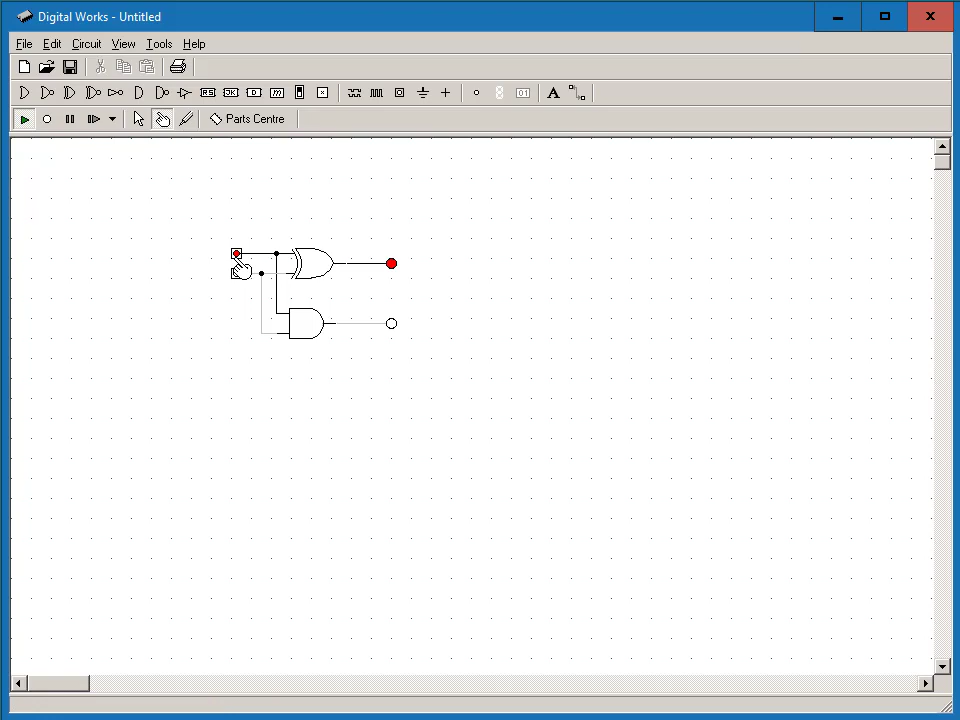 Digital Works - Untitled
File Edit Circuit View Tools Help
RS JK D m
01 A
Parts Centre